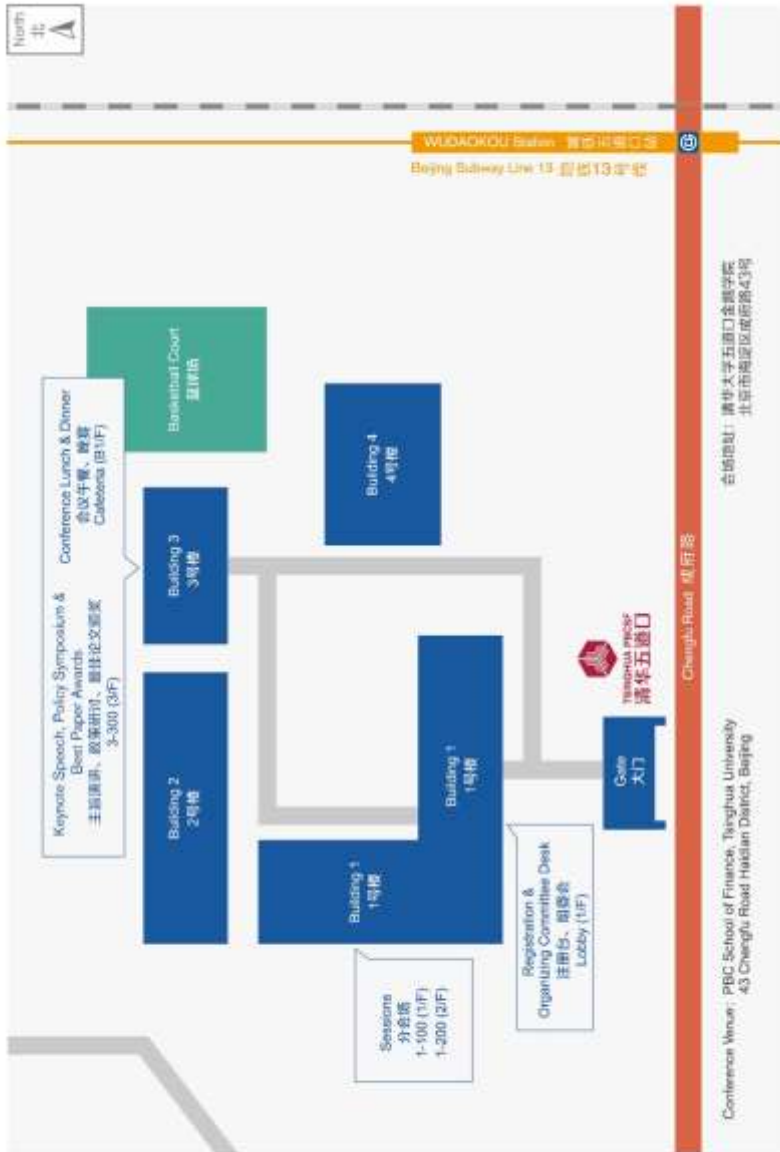 North
北
WUDAOKOU Station 城铁五道口站
Beijing Subway Line 13 地铁13号线
Keynote Speech, Policy Symposium &
Best Paper Awards
主旨演讲、政策研讨、最佳论文颁奖
3-300 (3/F)
Conference Lunch & Dinner
会议午餐、晚宴
Cafeteria (B1/F)
Basketball Court
篮球场
Building 2
2号楼
Building 3
3号楼
Building 4
4号楼
Building 1
1号楼
Building 1
1号楼
Sessions
分会场
1-100 (1/F)
1-200 (2/F)
Registration &
Organizing Committee Desk
注册台、组委会
Lobby (1/F)
Gate
大门
TSINGHUA PBCSF
清华五道口
Chengfu Road 成府路
Conference Venue: PBC School of Finance, Tsinghua University
43 Chengfu Road Haidian District, Beijing
会场地址: 清华大学五道口金融学院
北京市海淀区成府路43号